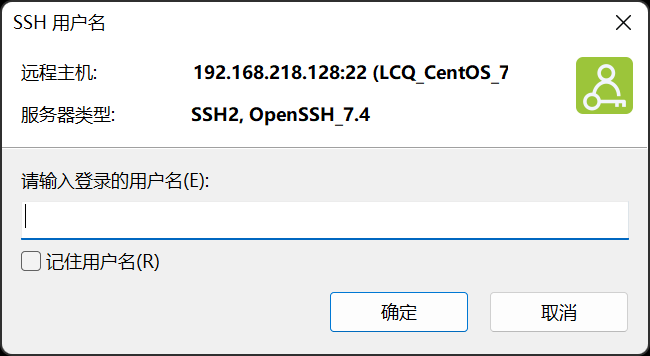 SSH 用户名
远程主机: 192.168.218.128:22 (LCQ_CentOS_7
服务器类型: SSH2, OpenSSH_7.4
请输入登录的用户名(E):
记住用户名(R)
确定 取消